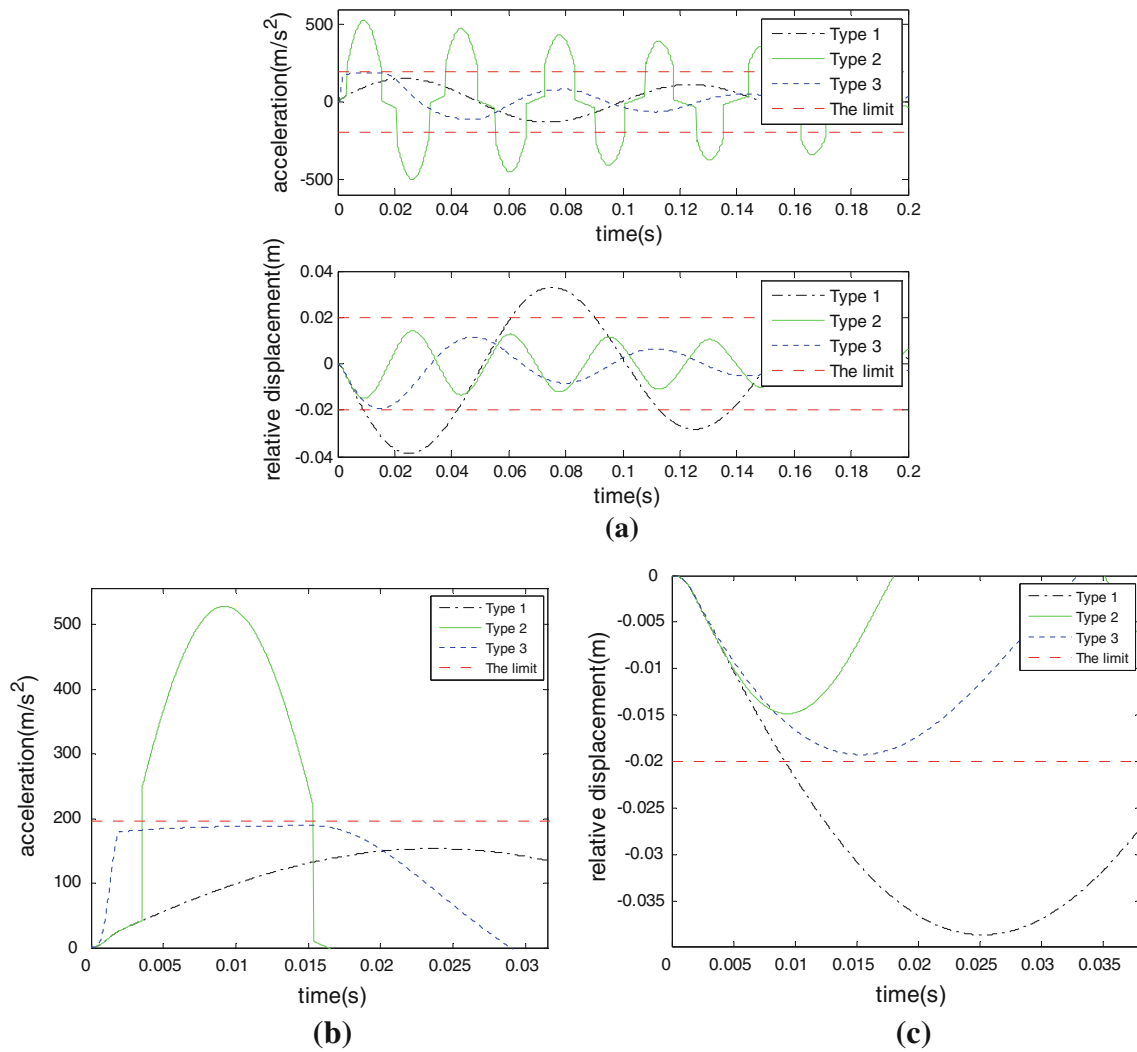 acceleration(m/s²)
500
0
-500
Type 1
Type 2
Type 3
The limit
0 0.02 0.04 0.06 0.08 0.1 0.12 0.14 0.16 0.18 0.2
time(s)
relative displacement(m)
0.04
0.02
0
-0.02
-0.04
Type 1
Type 2
Type 3
The limit
0 0.02 0.04 0.06 0.08 0.1 0.12 0.14 0.16 0.18 0.2
time(s)
(a)
acceleration(m/s²)
500
400
300
200
100
0
Type 1
Type 2
Type 3
The limit
0 0.005 0.01 0.015 0.02 0.025 0.03
time(s)
(b)
relative displacement(m)
0
-0.005
-0.01
-0.015
-0.02
-0.025
-0.03
-0.035
Type 1
Type 2
Type 3
The limit
0 0.005 0.01 0.015 0.02 0.025 0.03 0.035
time(s)
(c)